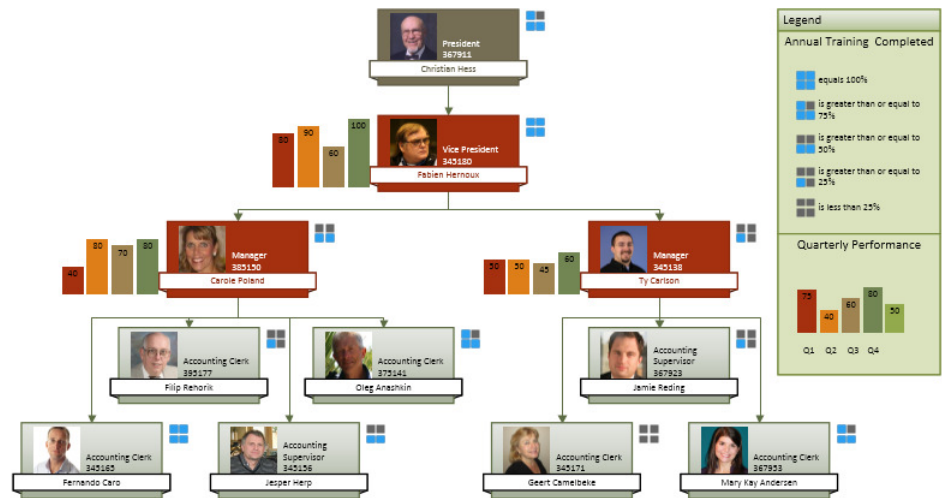 President
367911
Christian Hess
80
90
60
100
Vice President
345180
Fabien Hernoux
40
80
70
80
Manager
385150
Carole Poland
50
50
45
60
Manager
345138
Ty Carlson
Accounting Clerk
395177
Filip Rehorik
Accounting Clerk
375141
Oleg Anashkin
Accounting
Supervisor
367923
Jamie Reding
Accounting Clerk
345165
Fernando Caro
Accounting
Supervisor
345156
Jesper Herp
Accounting Clerk
345171
Geert Camelbeke
Accounting Clerk
367953
Mary Kay Andersen
Legend
Annual Training Completed
equals 100%
is greater than or equal to
75%
is greater than or equal to
50%
is greater than or equal to
25%
is less than 25%
Quarterly Performance
75
40
60
80
50
Q1 Q2 Q3 Q4